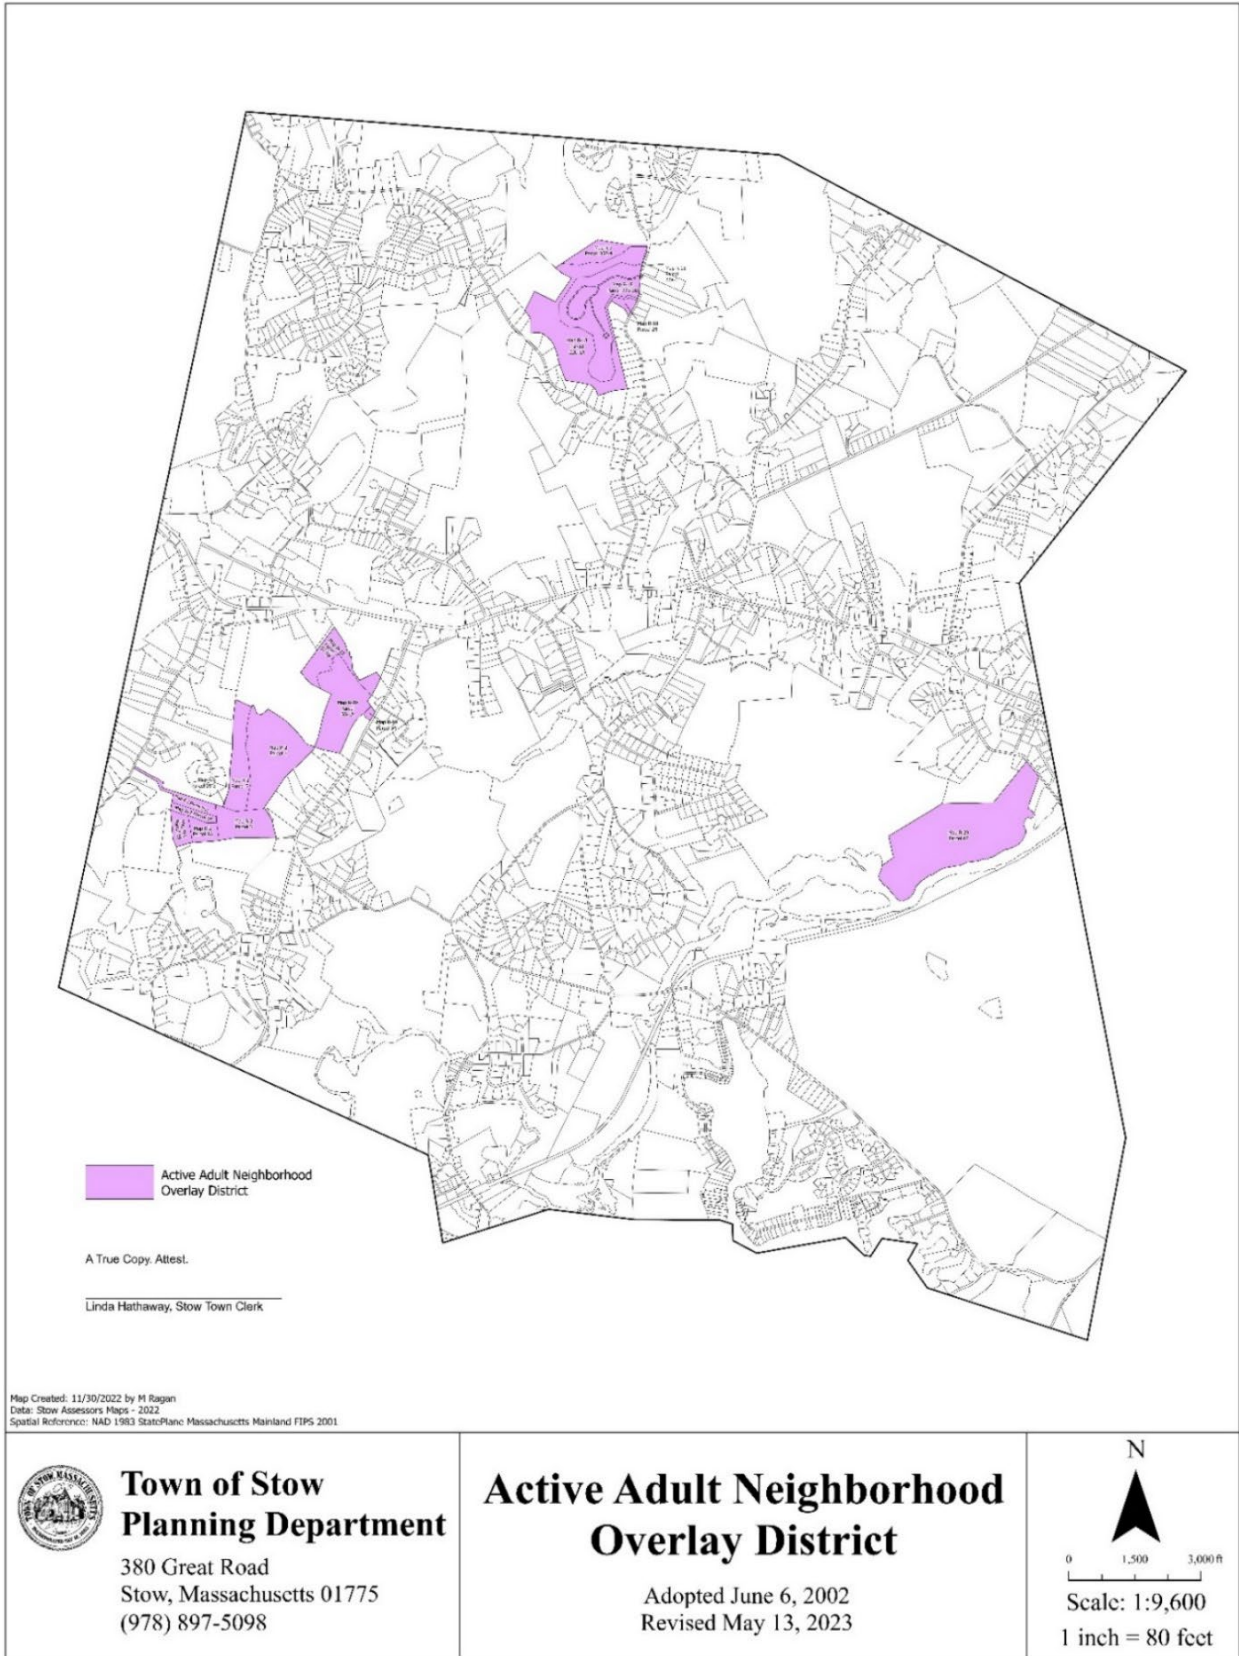 Active Adult Neighborhood
Overlay District
A True Copy. Attest.
Linda Hathaway, Stow Town Clerk
Map Created: 11/30/2022 by M Ragan
Data: Stow Assessors Maps - 2022
Spatial Reference: NAD 1983 StatePlane Massachusetts Mainland FIPS 2001
Town of Stow
Planning Department
380 Great Road
Stow, Massachusetts 01775
(978) 897-5098
Active Adult Neighborhood
Overlay District
Adopted June 6, 2002
Revised May 13, 2023
N
0 1,500 3,000 ft
Scale: 1:9,600
1 inch = 80 feet